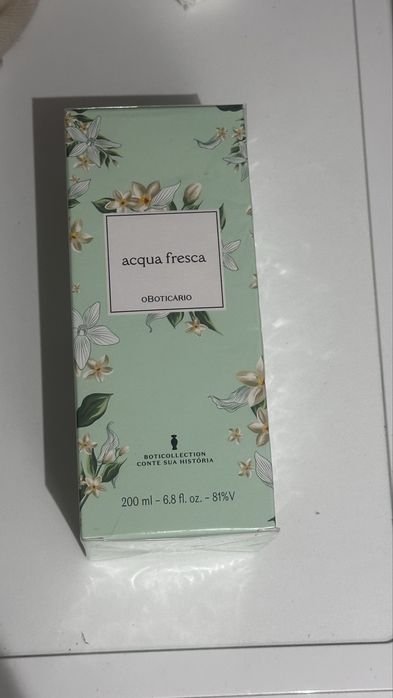 acqua fresca
OBOTICÁRIO
BOTICOLLECTION
CONTE SUA HISTÓRIA
200 ml - 6.8 fl. oz. - 81%V